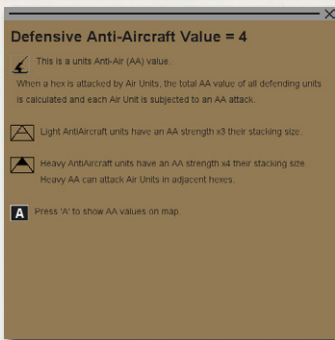 Defensive Anti-Aircraft Value = 4
This is a units Anti-Air (AA) value.
When a hex is attacked by Air Units, the total AA value of all defending units
is calculated and each Air Unit is subjected to an AA attack.
Light AntiAircraft units have an AA strength x3 their stacking size.
Heavy AntiAircraft units have an AA strength x4 their stacking size.
Heavy AA can attack Air Units in adjacent hexes.
A Press 'A' to show AA values on map.